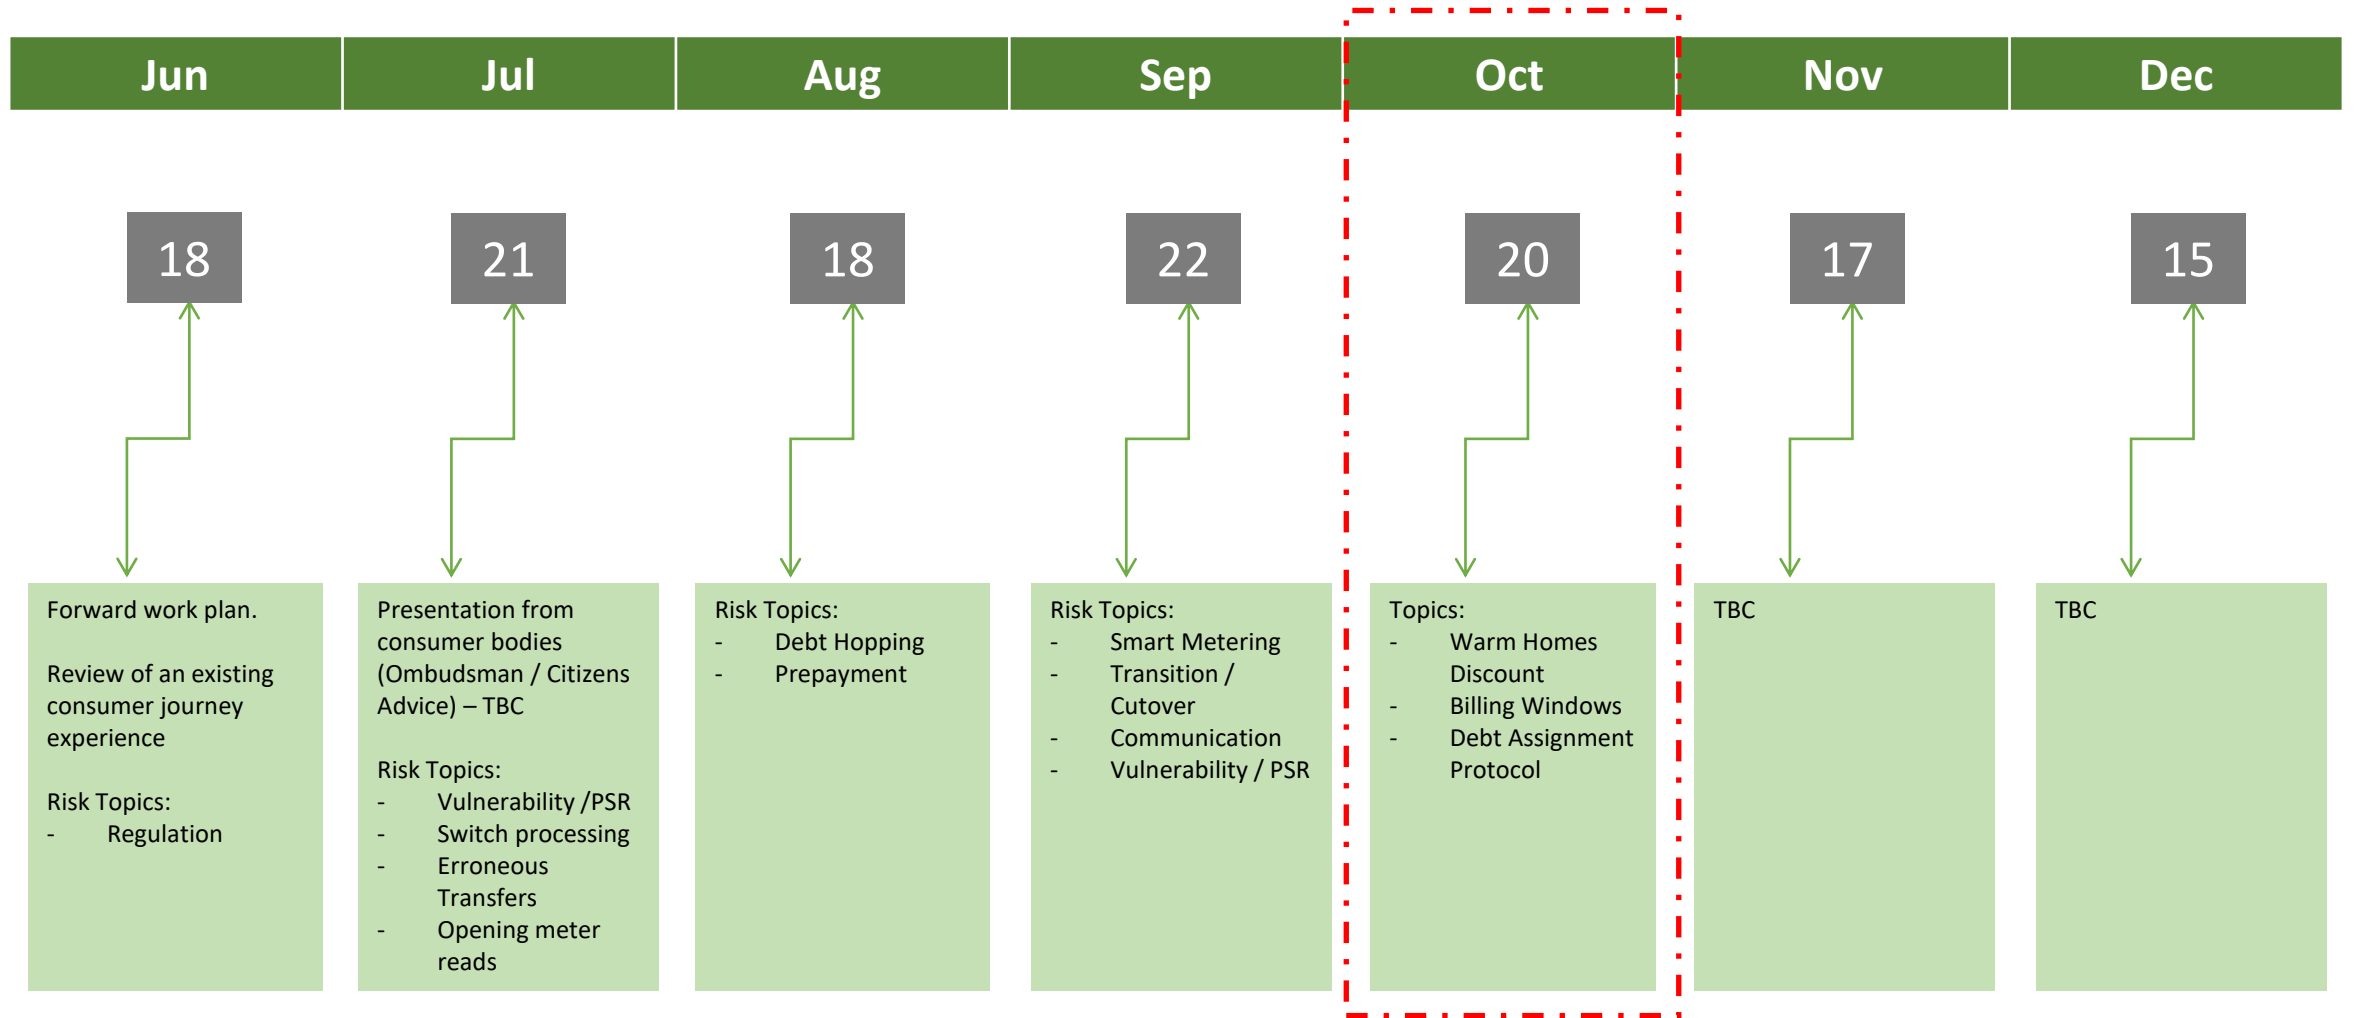 Jun
Jul
Aug
Sep
Oct
Nov
Dec
18
21
18
22
20
17
15
Forward work plan.
Review of an existing
consumer journey
experience
Risk Topics:
- Regulation
Presentation from
consumer bodies
(Ombudsman / Citizens
Advice) – TBC
Risk Topics:
- Vulnerability /PSR
- Switch processing
- Erroneous
Transfers
- Opening meter
reads
Risk Topics:
- Debt Hopping
- Prepayment
Risk Topics:
- Smart Metering
- Transition /
Cutover
- Communication
- Vulnerability / PSR
Topics:
- Warm Homes
Discount
- Billing Windows
- Debt Assignment
Protocol
TBC
TBC